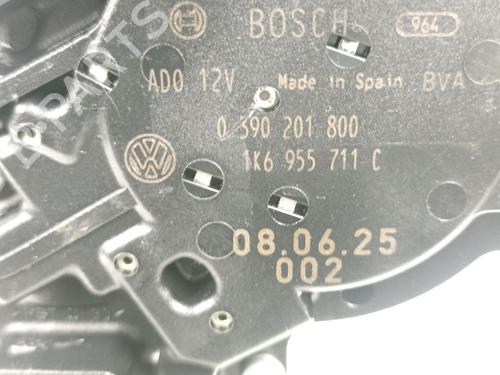 BOSCH 964
AD0 12V Made in Spain BVA
0 390 201 800
1K6 955 711 C
08.06.25
002